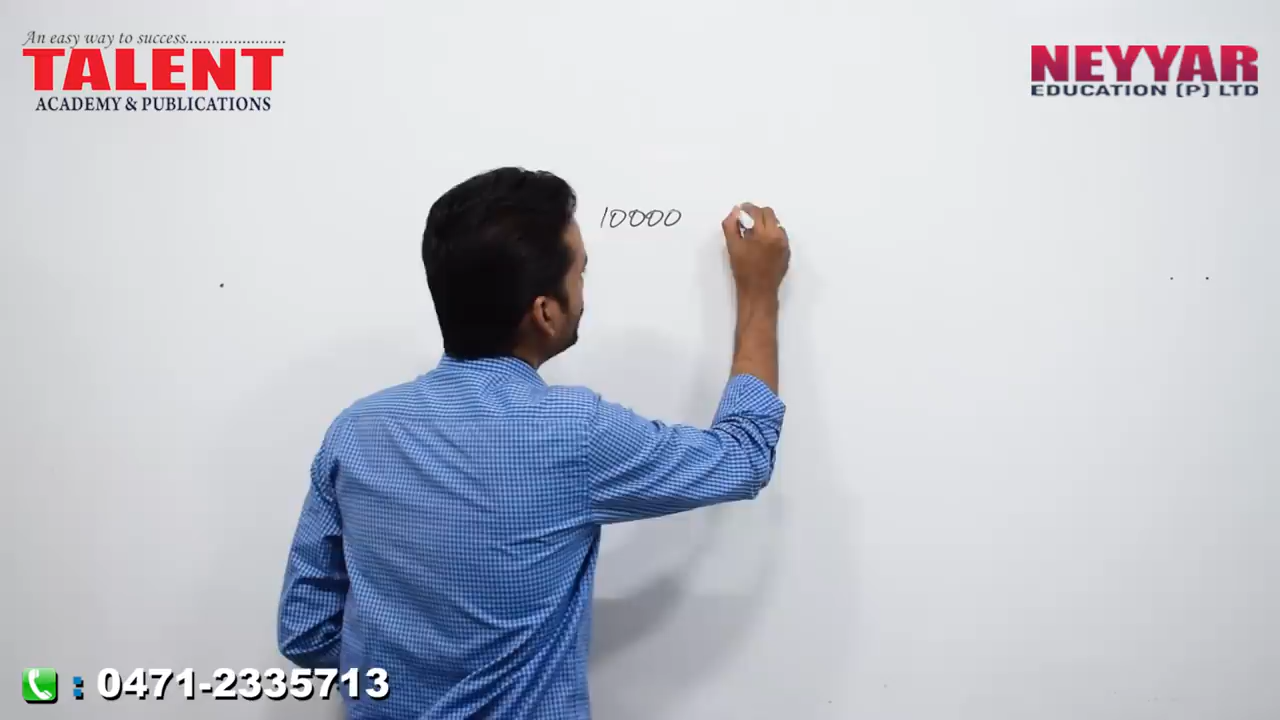 An easy way to success........................
TALENT
ACADEMY & PUBLICATIONS
NEYYAR
EDUCATION (P) LTD
10000
: 0471-2335713